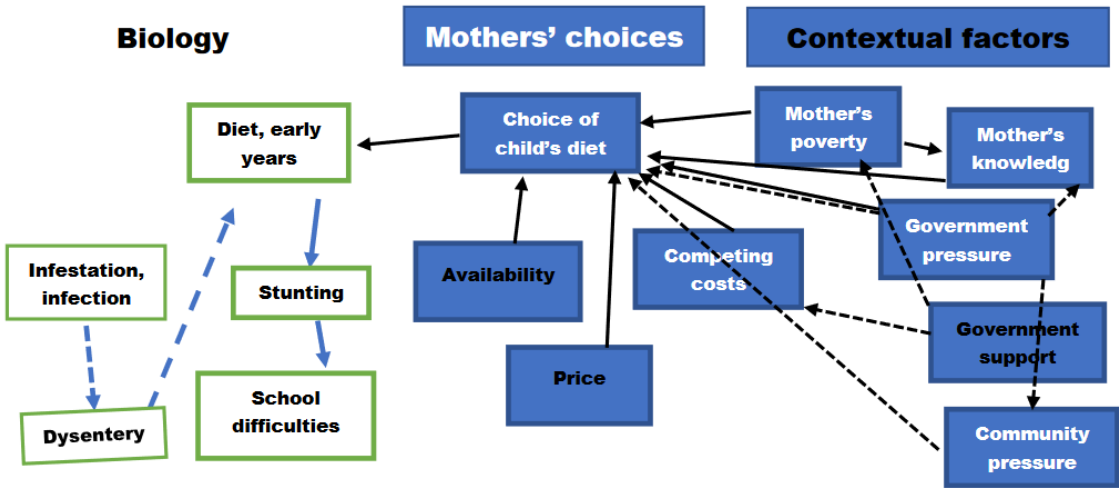 Biology
Mothers’ choices
Contextual factors
Diet, early
years
Choice of
child’s diet
Mother’s
poverty
Mother’s
knowledg
Infestation,
infection
Stunting
Availability
Competing
costs
Government
pressure
Government
support
Price
School
difficulties
Dysentery
Community
pressure